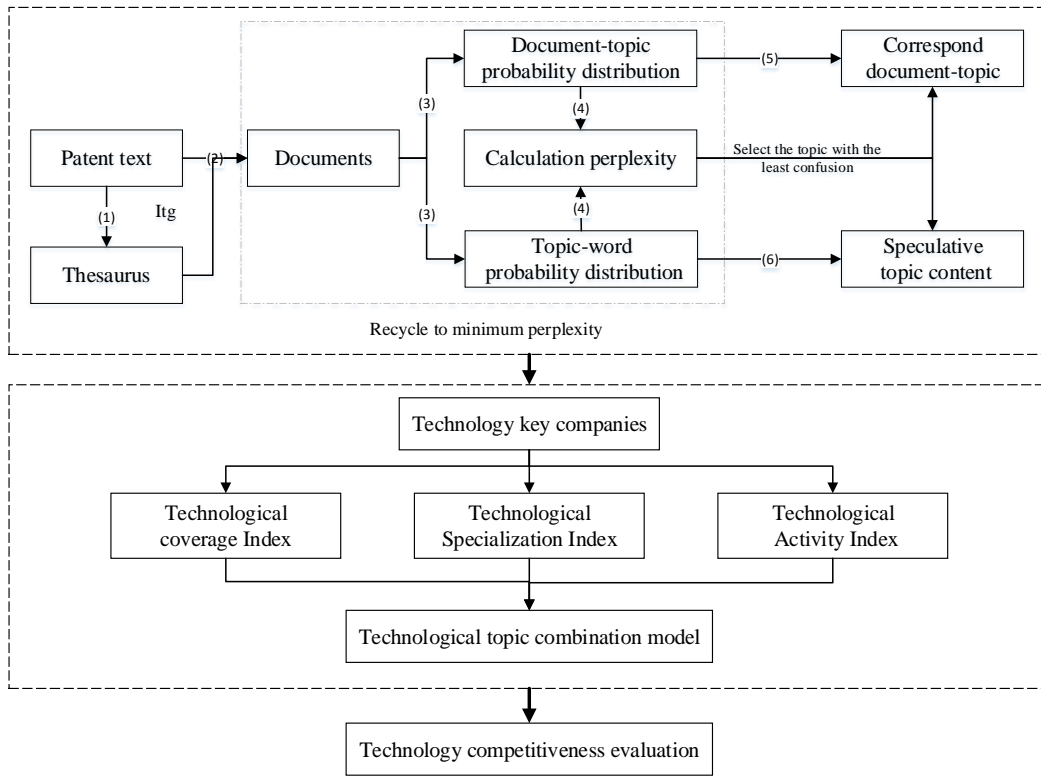 Document-topic
probability distribution
(5)
Correspond
document-topic
(3)
(4)
Patent text
(2)
Documents
Calculation perplexity
Select the topic with the
least confusion
(1)
Itg
(3)
(4)
Thesaurus
Topic-word
probability distribution
(6)
Speculative
topic content
Recycle to minimum perplexity
Technology key companies
Technological
coverage Index
Technological
Specialization Index
Technological
Activity Index
Technological topic combination model
Technology competitiveness evaluation